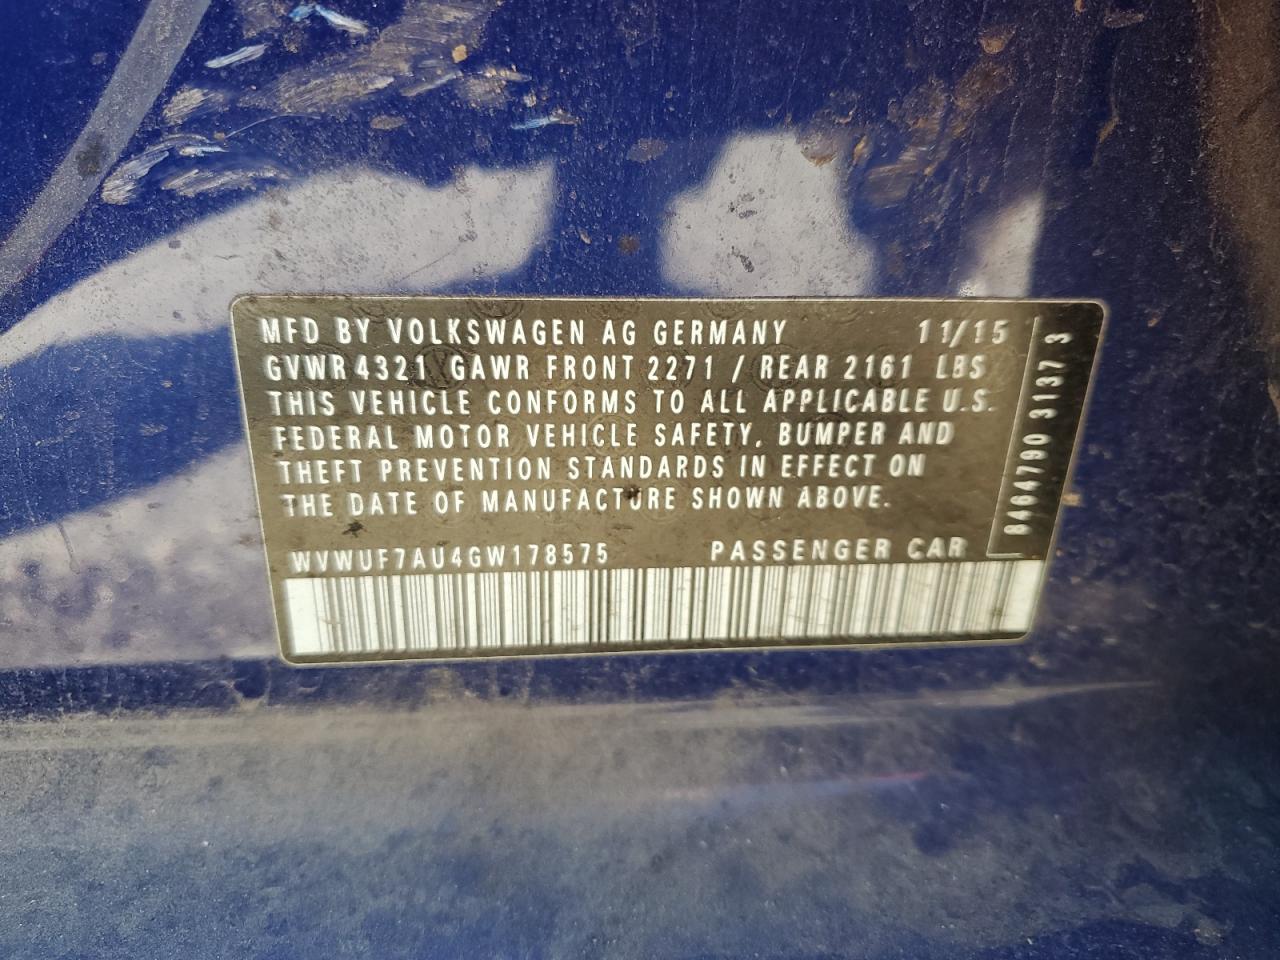 MFD BY VOLKSWAGEN AG GERMANY 11/15
GVWR 4321 GAWR FRONT 2271 / REAR 2161 LBS
THIS VEHICLE CONFORMS TO ALL APPLICABLE U.S.
FEDERAL MOTOR VEHICLE SAFETY, BUMPER AND
THEFT PREVENTION STANDARDS IN EFFECT ON
THE DATE OF MANUFACTURE SHOWN ABOVE.
WVWUF7AU4GW178575 PASSENGER CAR
8464790 3137 3